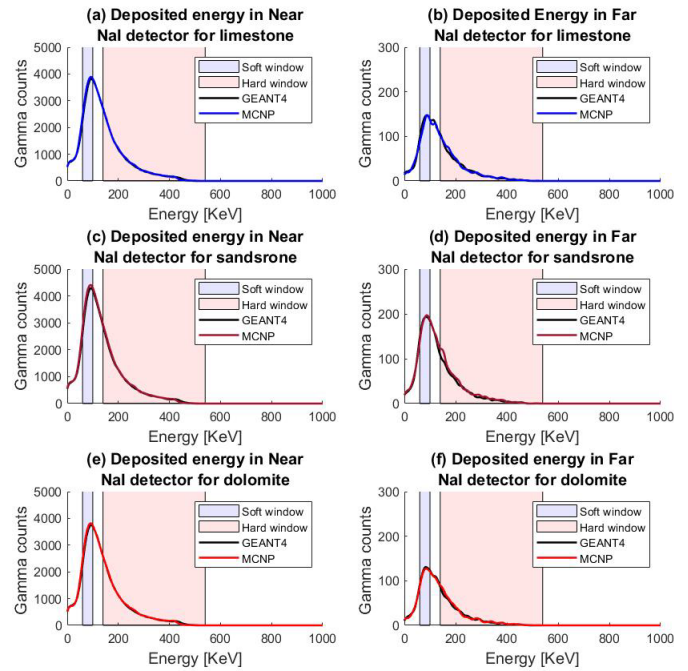 (a) Deposited energy in Near
NaI detector for limestone
5000
4000
3000
2000
1000
0
Gamma counts
Soft window
Hard window
GEANT4
MCNP
0 200 400 600 800 1000
Energy [KeV]
(b) Deposited Energy in Far
NaI detector for limestone
300
200
100
0
Gamma counts
Soft window
Hard window
GEANT4
MCNP
0 200 400 600 800 1000
Energy [KeV]
(c) Deposited energy in Near
NaI detector for sandsrone
5000
4000
3000
2000
1000
0
Gamma counts
Soft window
Hard window
GEANT4
MCNP
0 200 400 600 800 1000
Energy [KeV]
(d) Deposited energy in Far
NaI detector for sandsrone
300
200
100
0
Gamma counts
Soft window
Hard window
GEANT4
MCNP
0 200 400 600 800 1000
Energy [KeV]
(e) Deposited energy in Near
NaI detector for dolomite
5000
4000
3000
2000
1000
0
Gamma counts
Soft window
Hard window
GEANT4
MCNP
0 200 400 600 800 1000
Energy [KeV]
(f) Deposited energy in Far
NaI detector for dolomite
300
200
100
0
Gamma counts
Soft window
Hard window
GEANT4
MCNP
0 200 400 600 800 1000
Energy [KeV]